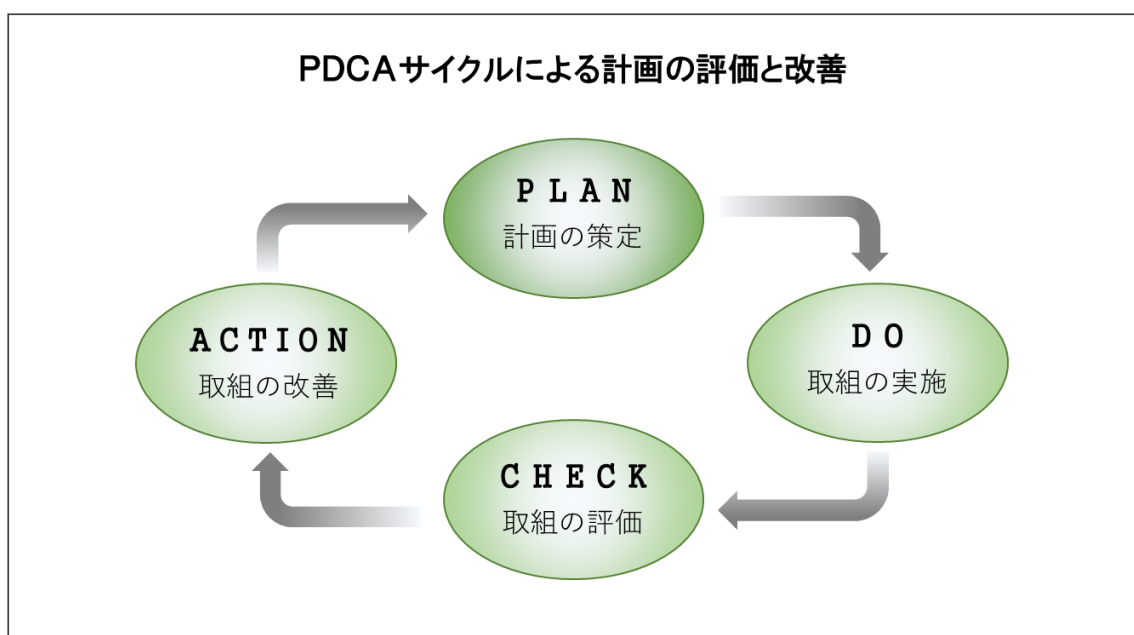 PDCAサイクルによる計画の評価と改善
PLAN
計画の策定
DO
取組の実施
CHECK
取組の評価
ACTION
取組の改善